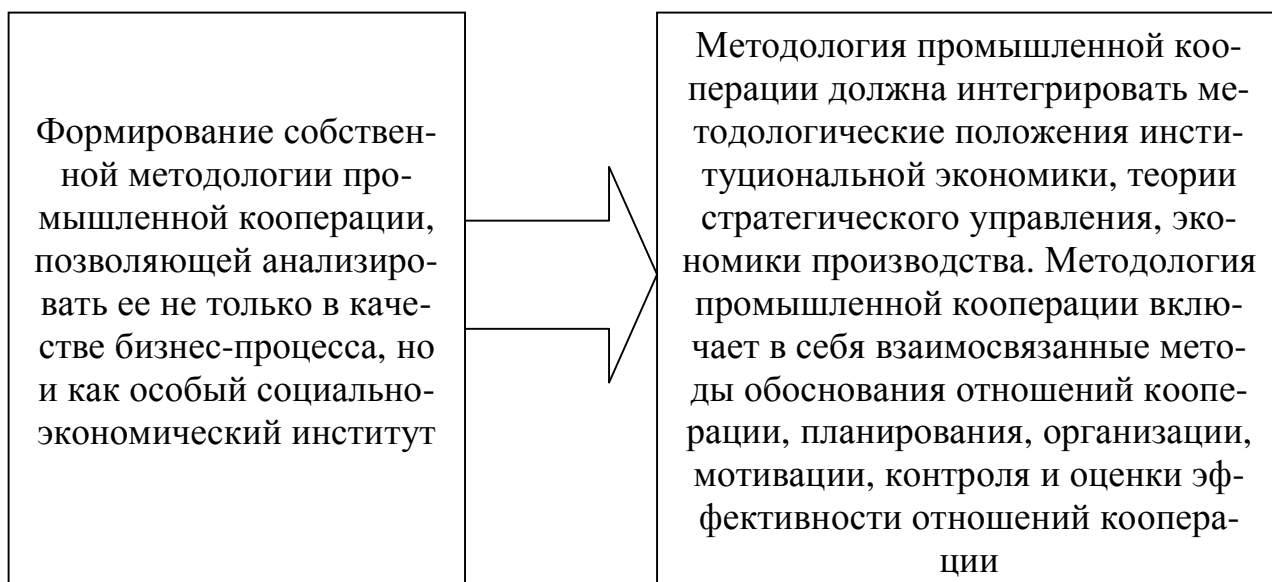 Формирование собствен-
ной методологии про-
мышленной кооперации,
позволяющей анализиро-
вать ее не только в каче-
стве бизнес-процесса, но
и как особый социально-
экономический институт
Методология промышленной коо-
перации должна интегрировать ме-
тодологические положения инсти-
туциональной экономики, теории
стратегического управления, эко-
номики производства. Методология
промышленной кооперации вклю-
чает в себя взаимосвязанные мето-
ды обоснования отношений коопе-
рации, планирования, организации,
мотивации, контроля и оценки эф-
фективности отношений коопера-
ции